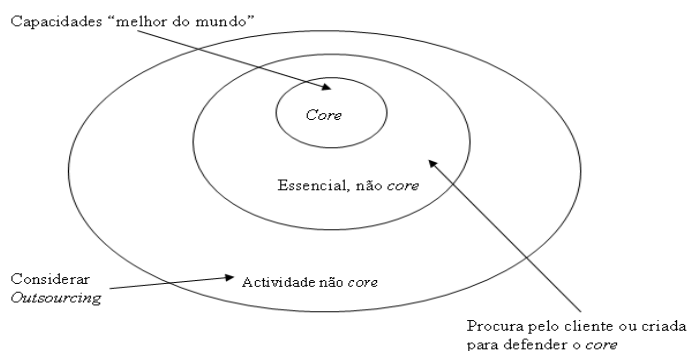 Capacidades “melhor do mundo”
Core
Essencial, não core
Considerar
Outsourcing
Actividade não core
Procura pelo cliente ou criada
para defender o core